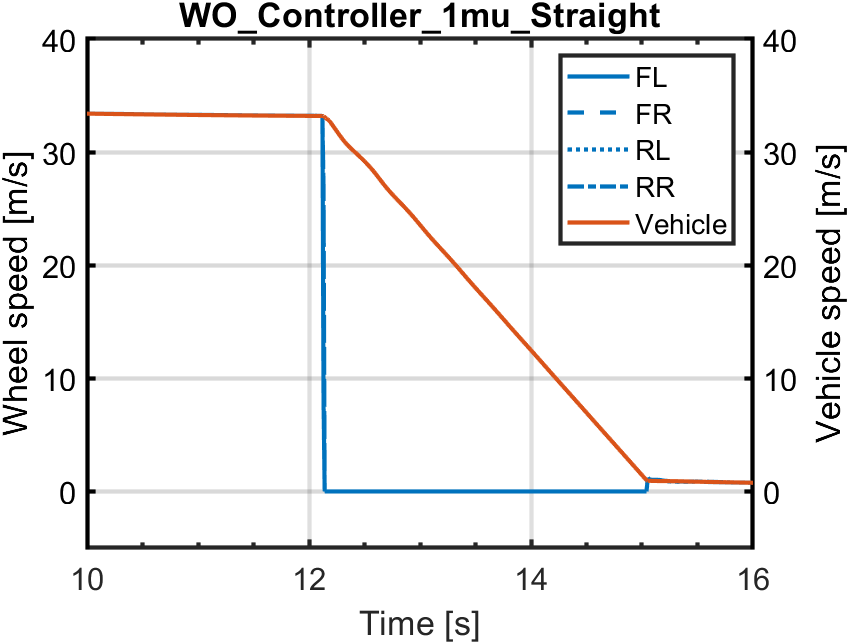 WO_Controller_1mu_Straight
40
30
20
10
0
Wheel speed [m/s]
FL
FR
RL
RR
Vehicle
40
30
20
10
0
Vehicle speed [m/s]
10 12 14 16
Time [s]